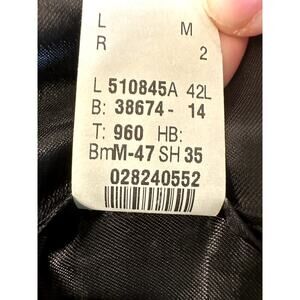 L M
R 2
L 510845A 42L
B: 38674- 14
T: 960 HB:
BmM-47 SH 35
028240552